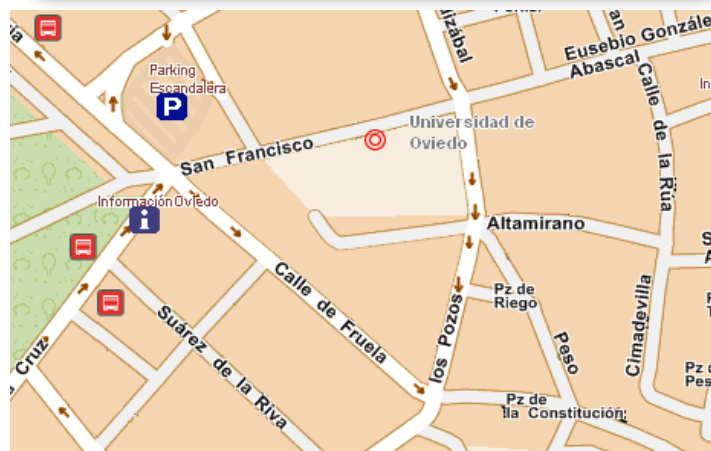 Parking
Escandalera
P
Eusebio Gonzále
Abascal
Universidad de
Oviedo
San Francisco
Calle de la Rúa
Información Oviedo
i
Altamirano
Calle de Fruela
los Pozos
Pz de
Riego
Peso
Cimadevilla
Suárez de la Riva
Cruz
Pz de
la Constitución